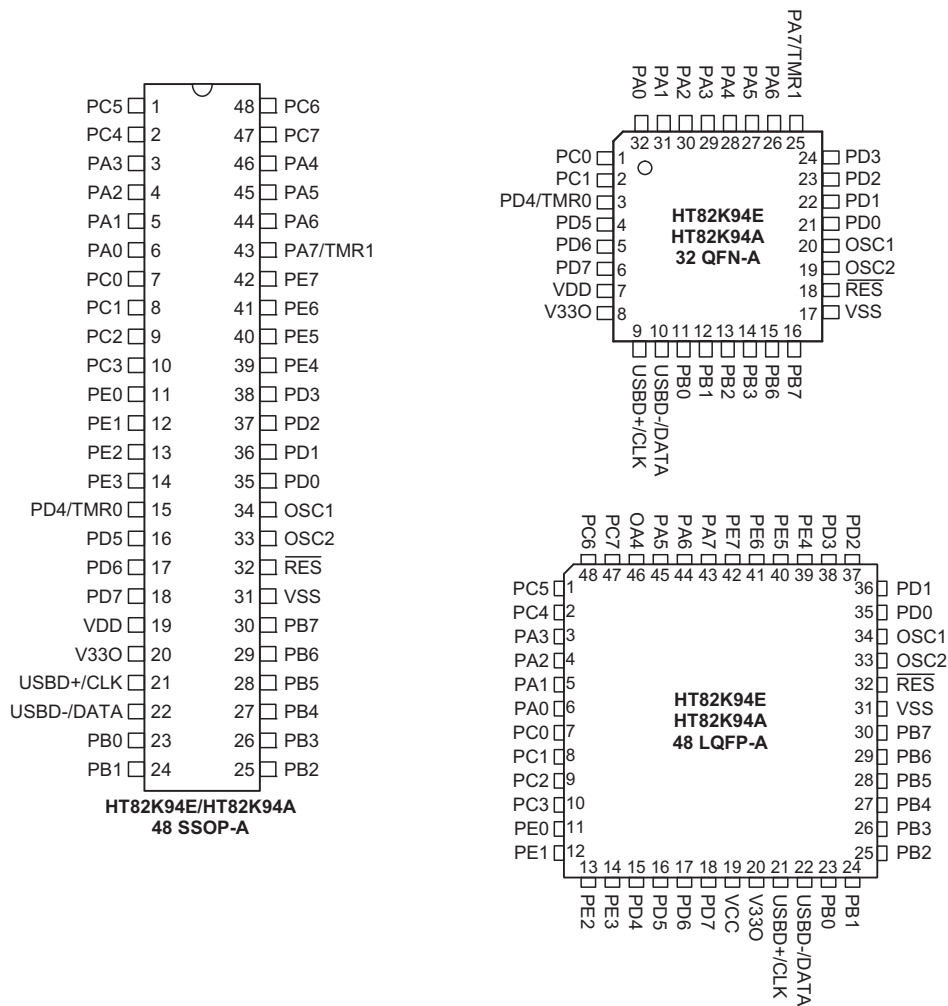 PC5 1 48 PC6
PC4 2 47 PC7
PA3 3 46 PA4
PA2 4 45 PA5
PA1 5 44 PA6
PA0 6 43 PA7/TMR1
PC0 7 42 PE7
PC1 8 41 PE6
PC2 9 40 PE5
PC3 10 39 PE4
PE0 11 38 PD3
PE1 12 37 PD2
PE2 13 36 PD1
PE3 14 35 PD0
PD4/TMR0 15 34 OSC1
PD5 16 33 OSC2
PD6 17 32 RES
PD7 18 31 VSS
VDD 19 30 PB7
V33O 20 29 PB6
USBD+/CLK 21 28 PB5
USBD-/DATA 22 27 PB4
PB0 23 26 PB3
PB1 24 25 PB2
HT82K94E/HT82K94A
48 SSOP-A
PA0 PA1 PA2 PA3 PA4 PA5 PA6 PA7/TMR1
32 31 30 29 28 27 26 25
PC0 1 24 PD3
PC1 2 23 PD2
PD4/TMR0 3 22 PD1
PD5 4 21 PD0
PD6 5 20 OSC1
PD7 6 19 OSC2
VDD 7 18 RES
V33O 8 17 VSS
HT82K94E
HT82K94A
32 QFN-A
9 10 11 12 13 14 15 16
USBD+/CLK USBD-/DATA PB0 PB1 PB2 PB3 PB6 PB7
PC6 PC7 OA4 PA5 PA6 PA7 PE7 PE6 PE5 PE4 PD3 PD2
48 47 46 45 44 43 42 41 40 39 38 37
PC5 1 36 PD1
PC4 2 35 PD0
PA3 3 34 OSC1
PA2 4 33 OSC2
PA1 5 32 RES
PA0 6 31 VSS
PC0 7 30 PB7
PC1 8 29 PB6
PC2 9 28 PB5
PC3 10 27 PB4
PE0 11 26 PB3
PE1 12 25 PB2
HT82K94E
HT82K94A
48 LQFP-A
13 14 15 16 17 18 19 20 21 22 23 24
PE2 PE3 PD4 PD5 PD6 PD7 VCC V33O USBD+/CLK USBD-/DATA PB0 PB1